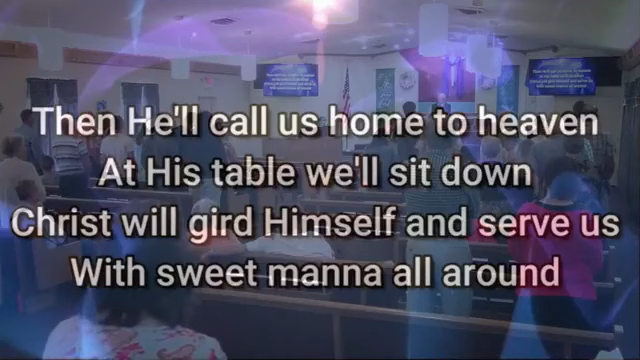 Then He'll call us home to heaven
At His table we'll sit down
Christ will gird Himself and serve us
With sweet manna all around